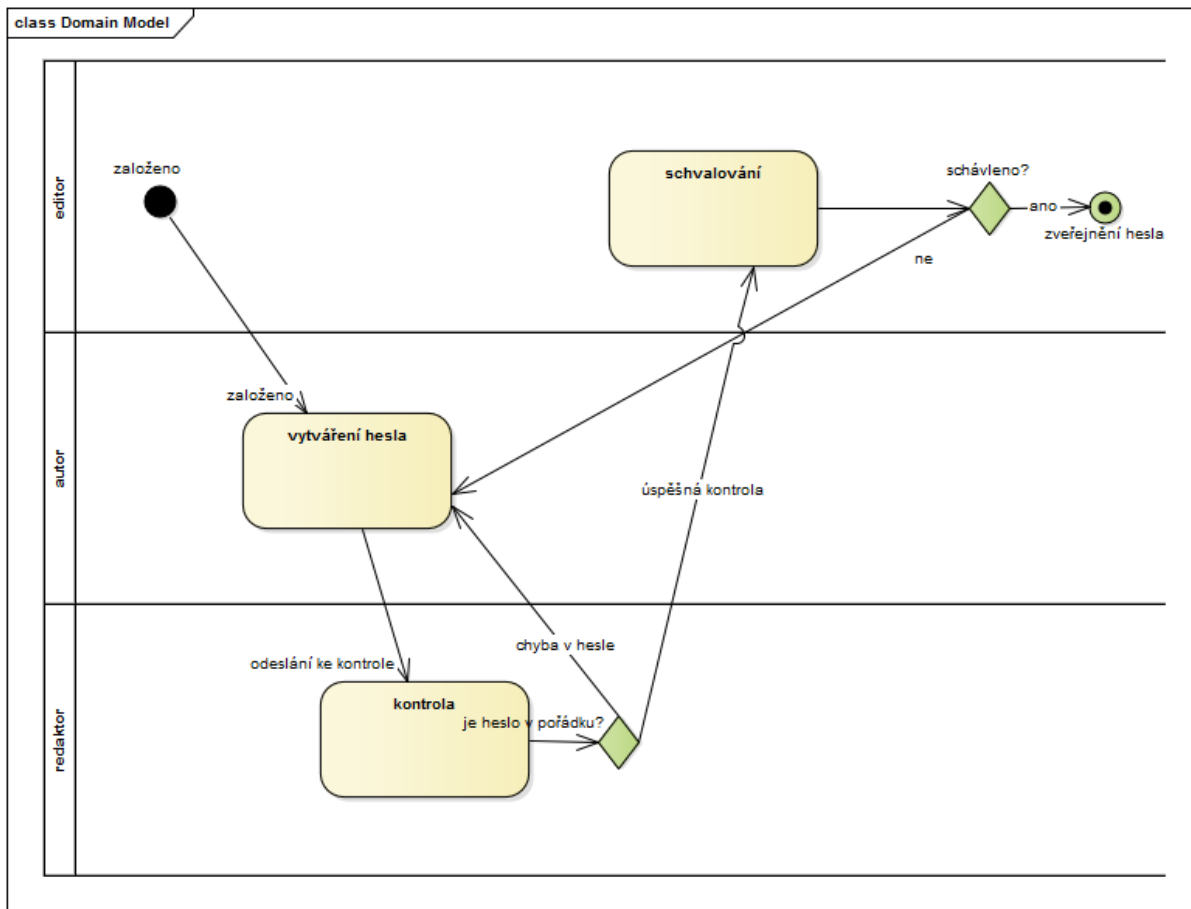 class Domain Model
editor
založeno
schvalování
schávleno?
ano
zveřejnění hesla
ne
autor
založeno
vytváření hesla
úspěšná kontrola
redaktor
chyba v hesle
odeslání ke kontrole
kontrola
je heslo v pořádku?